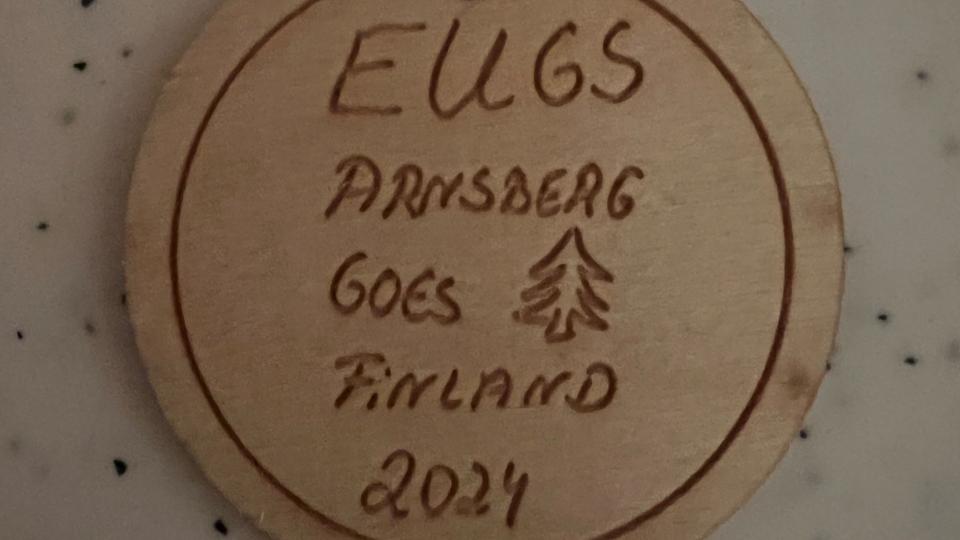 EUGS
ARNSBERG
GOES
FiNLAND
2024